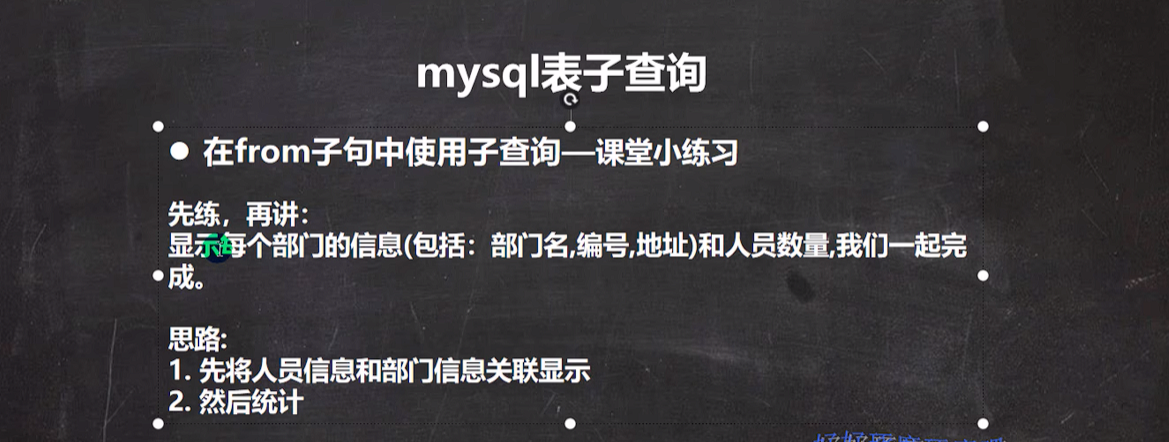 mysql表子查询
● 在from子句中使用子查询—课堂小练习
先练，再讲：
显示每个部门的信息(包括：部门名,编号,地址)和人员数量,我们一起完
成。
思路:
1. 先将人员信息和部门信息关联显示
2. 然后统计